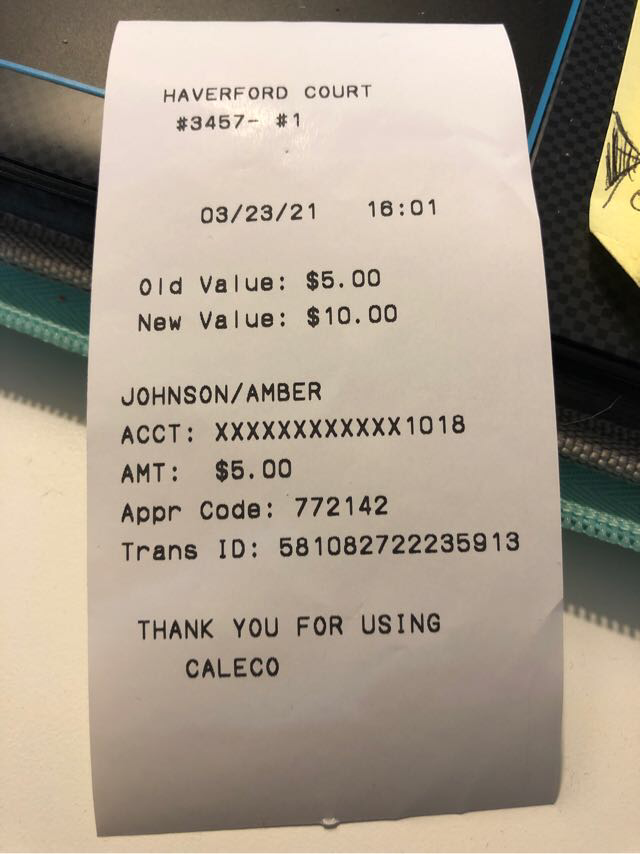 HAVERFORD COURT
#3457- #1
03/23/21 16:01
Old Value: $5.00
New Value: $10.00
JOHNSON/AMBER
ACCT: XXXXXXXXXXXX1018
AMT: $5.00
Appr Code: 772142
Trans ID: 581082722235913
THANK YOU FOR USING
CALECO